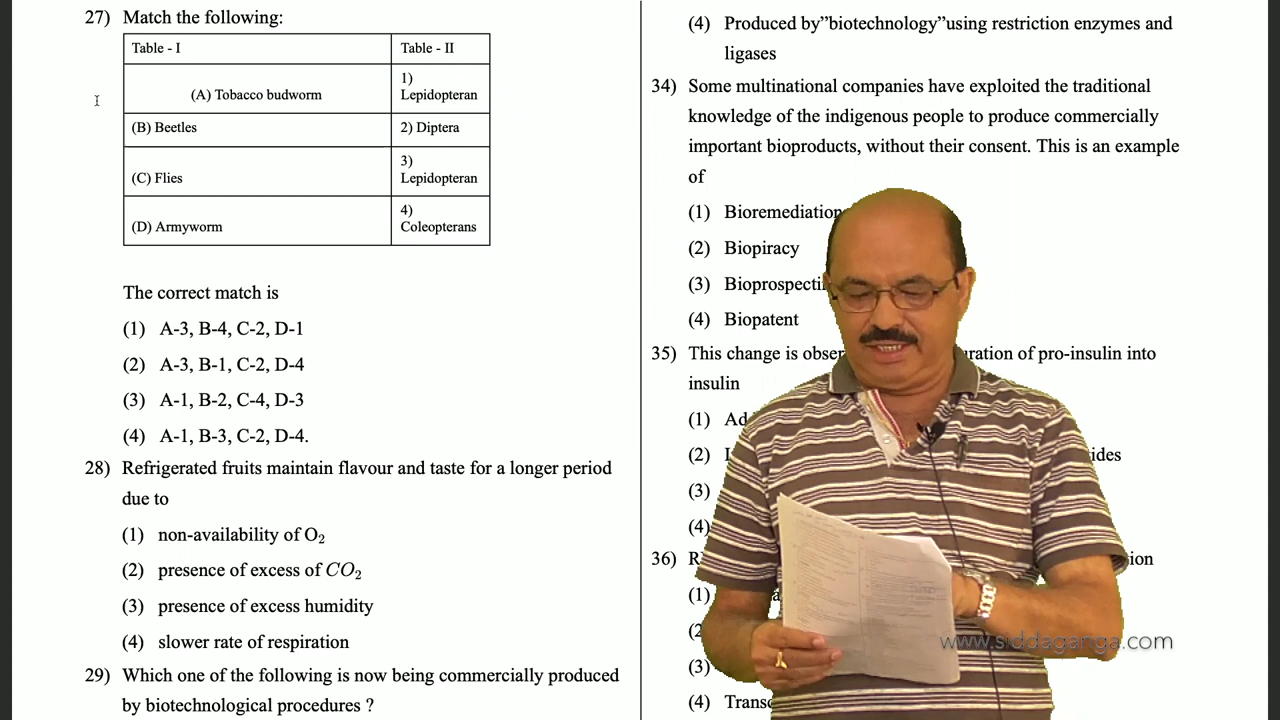 27) Match the following:
Table - I Table - II
(A) Tobacco budworm 1) Lepidopteran
(B) Beetles 2) Diptera
(C) Flies 3) Lepidopteran
(D) Armyworm 4) Coleopterans
The correct match is
(1) A-3, B-4, C-2, D-1
(2) A-3, B-1, C-2, D-4
(3) A-1, B-2, C-4, D-3
(4) A-1, B-3, C-2, D-4.
28) Refrigerated fruits maintain flavour and taste for a longer period
due to
(1) non-availability of O₂
(2) presence of excess of CO₂
(3) presence of excess humidity
(4) slower rate of respiration
29) Which one of the following is now being commercially produced
by biotechnological procedures ?
(4) Produced by”biotechnology”using restriction enzymes and
ligases
34) Some multinational companies have exploited the traditional
knowledge of the indigenous people to produce commercially
important bioproducts, without their consent. This is an example
of
(1) Bioremediation
(2) Biopiracy
(3)
(4) Biopatent
35) This change is of pro-insulin into
insulin
(1)
(2)
(3)
(4)
36)
(1)
(3)
(4)
www.siddaganga.com